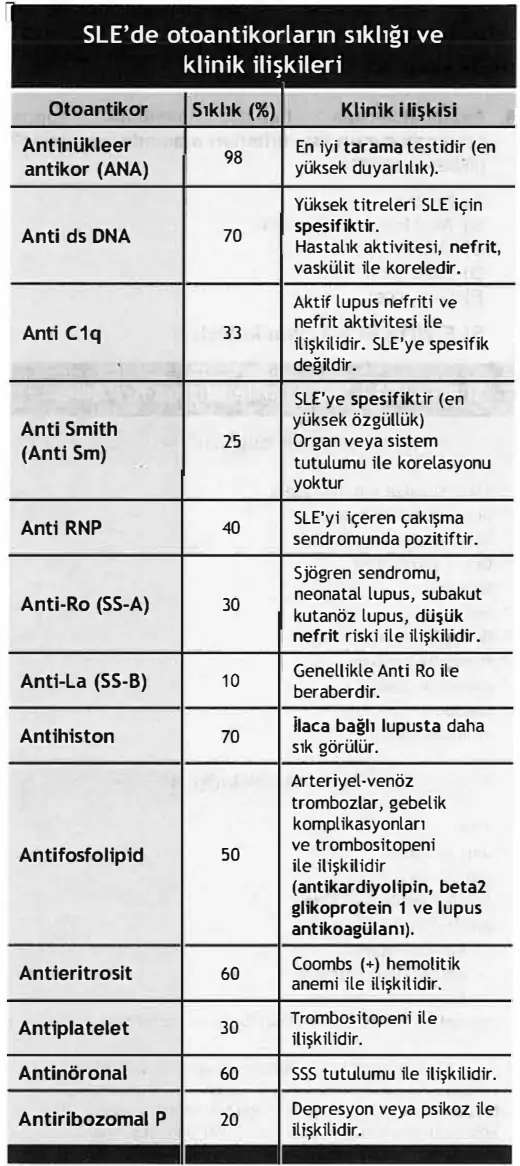 SLE’de otoantikorların sıklığı ve
klinik ilişkileri
Otoantikor Sıklık (%) Klinik ilişkisi
Antinükleer
antikor (ANA)
98
En iyi tarama testidir (en
yüksek duyarlılık).
Anti ds DNA
70
Yüksek titreleri SLE için
spesifiktir.
Hastalık aktivitesi, nefrit,
vaskülit ile koreledir.
Anti C1q
33
Aktif lupus nefriti ve
nefrit aktivitesi ile
ilişkilidir. SLE’ye spesifik
değildir.
Anti Smith
(Anti Sm)
25
SLE’ye spesifiktir (en
yüksek özgüllük)
Organ veya sistem
tutulumu ile korelasyonu
yoktur
Anti RNP
40
SLE’yi içeren çakışma
sendromunda pozitiftir.
Anti-Ro (SS-A)
30
Sjögren sendromu,
neonatal lupus, subakut
kutanöz lupus, düşük
nefrit riski ile ilişkilidir.
Anti-La (SS-B)
10
Genellikle Anti Ro ile
beraberdir.
Antihiston
70
İlaca bağlı lupusta daha
sık görülür.
Antifosfolipid
50
Arteriyel-venöz
trombozlar, gebelik
komplikasyonları
ve trombositopeni
ile ilişkilidir
(antikardiyolipin, beta2
glikoprotein 1 ve lupus
antikoagülanı).
Antieritrosit
60
Coombs (+) hemolitik
anemi ile ilişkilidir.
Antiplatelet
30
Trombositopeni ile
ilişkilidir.
Antinöronal
60
SSS tutulumu ile ilişkilidir.
Antiribozomal P
20
Depresyon veya psikoz ile
ilişkilidir.